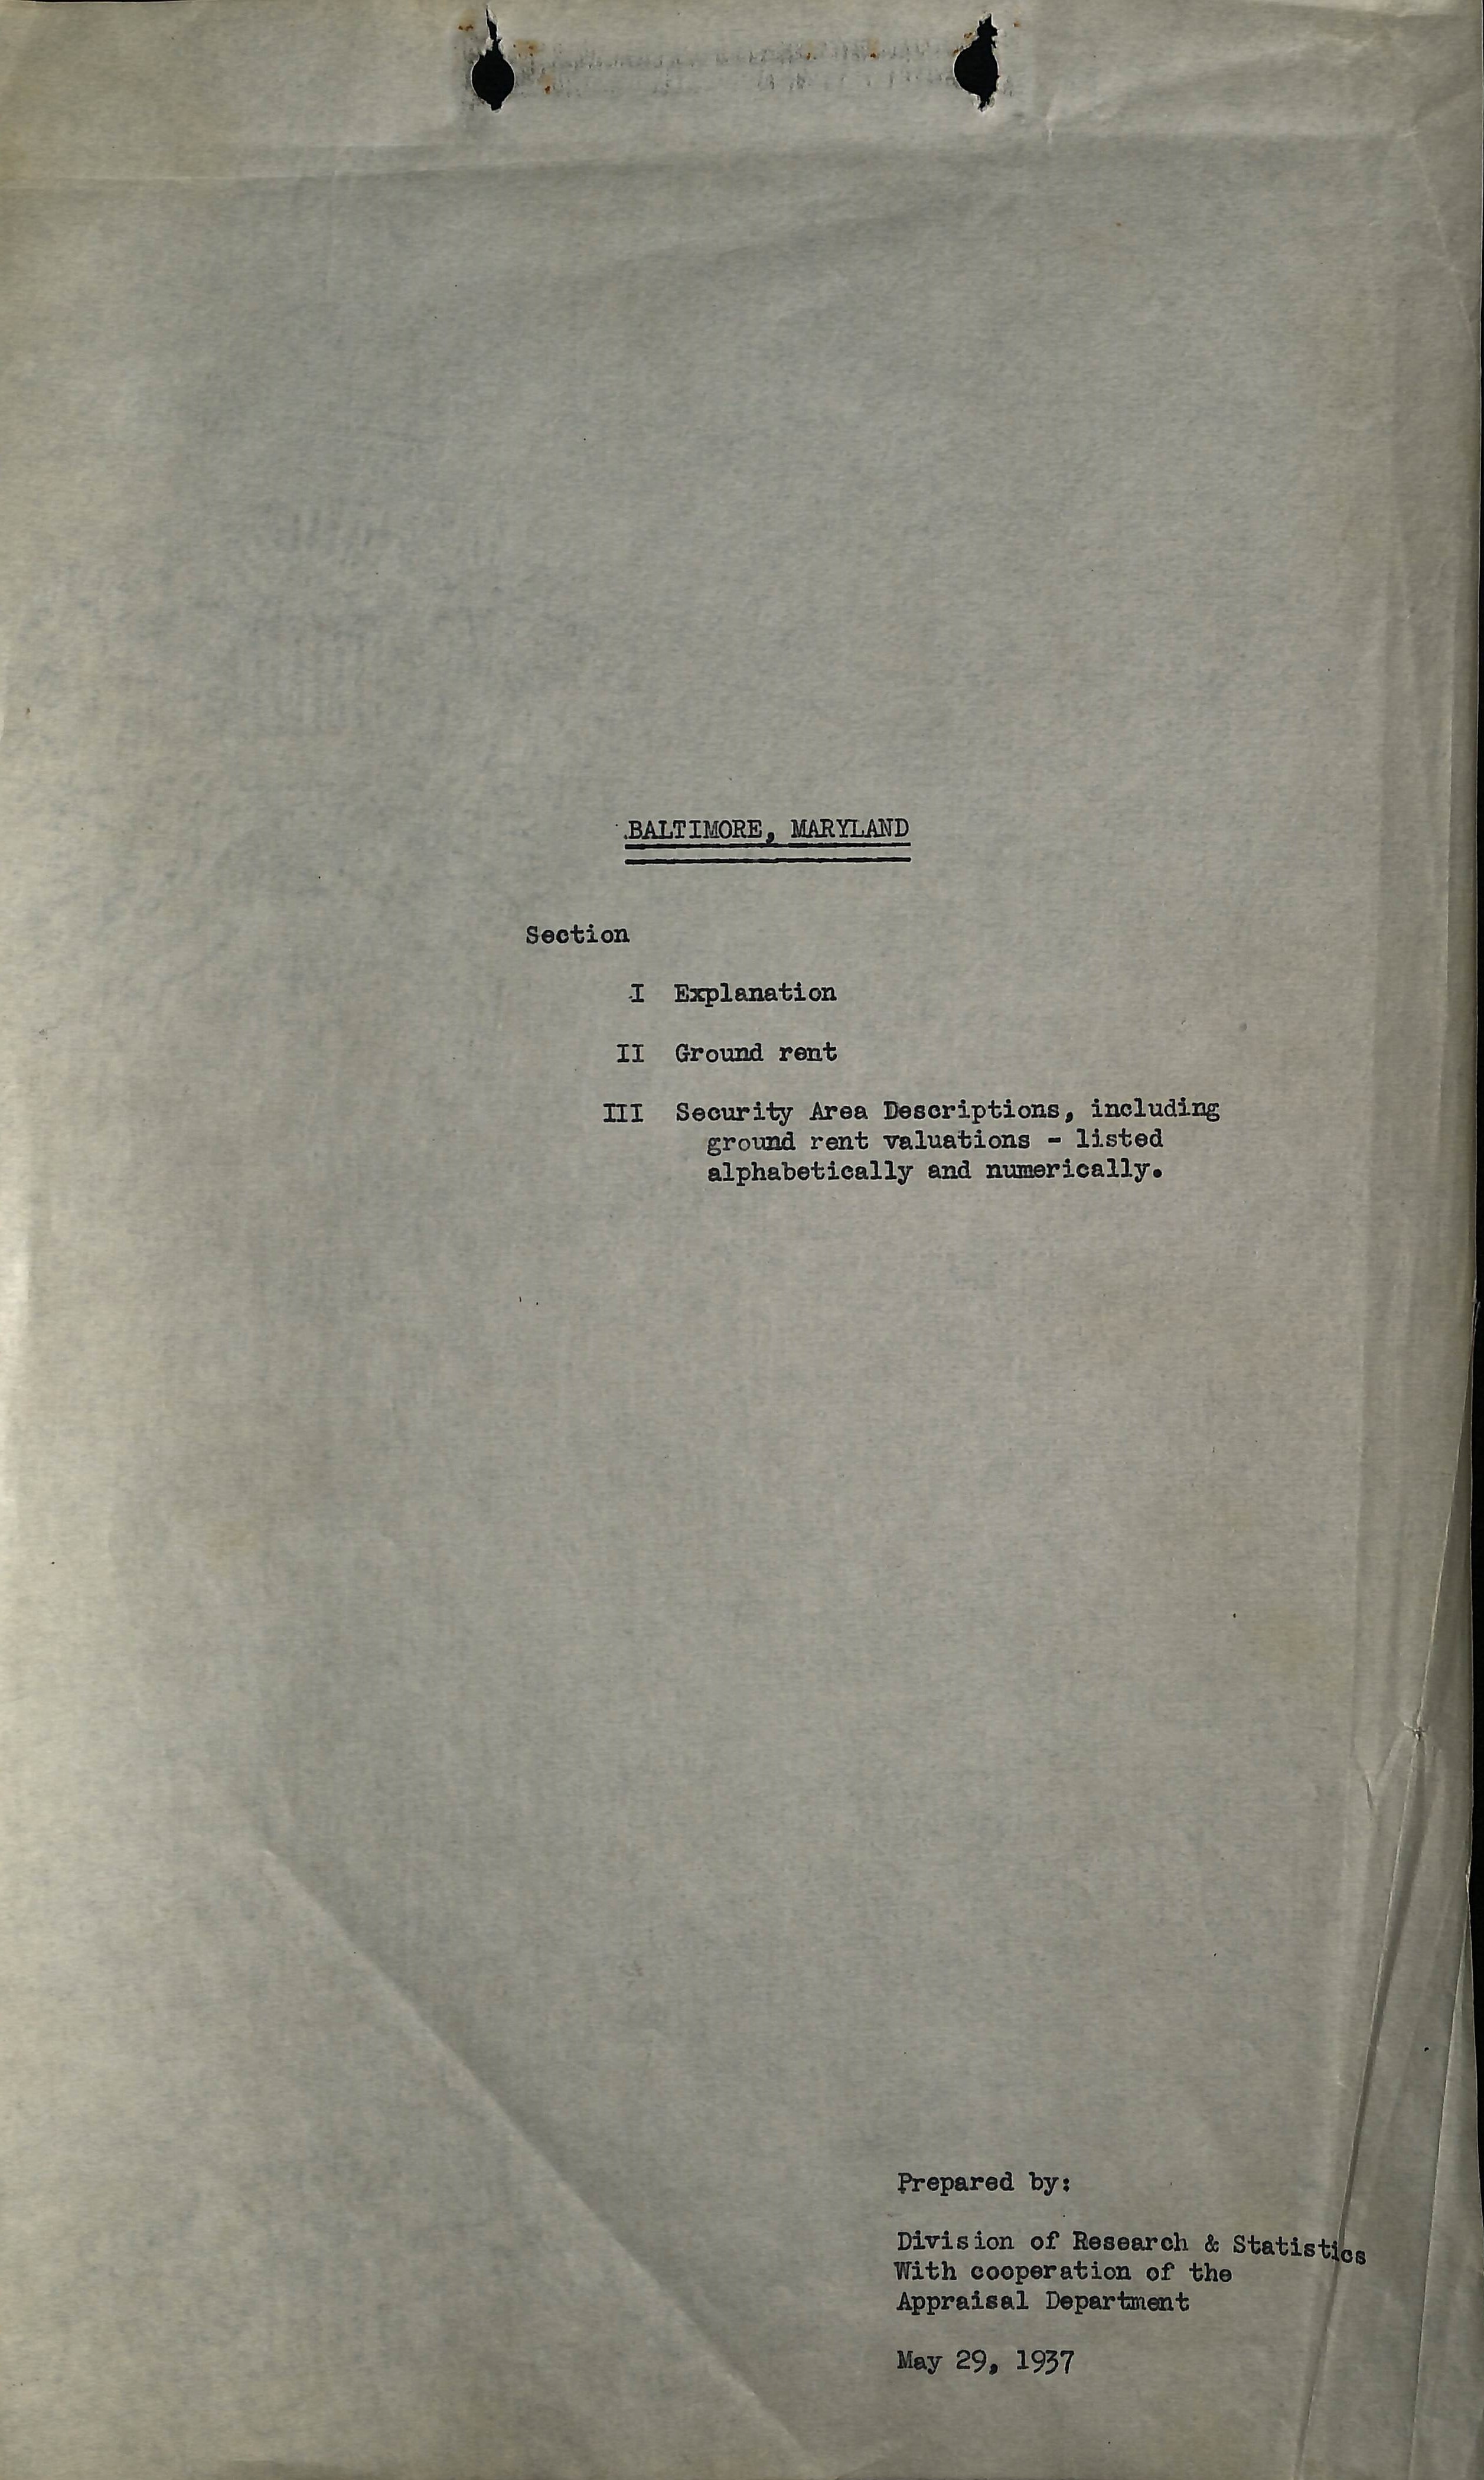 BALTIMORE, MARYLAND
Section
I Explanation
II Ground rent
III Security Area Descriptions, including
ground rent valuations - listed
alphabetically and numerically.
Prepared by:
Division of Research & Statistics
With cooperation of the
Appraisal Department
May 29, 1937